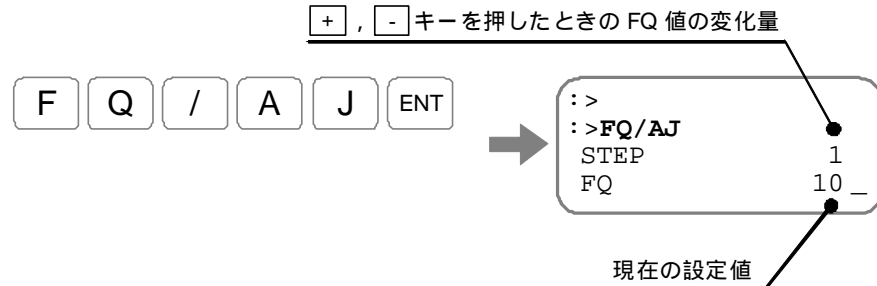 + , - キーを押したときの FQ 値の変化量
F Q / A J ENT
:>
:>FQ/AJ
STEP 1
FQ 10 _
現在の設定値